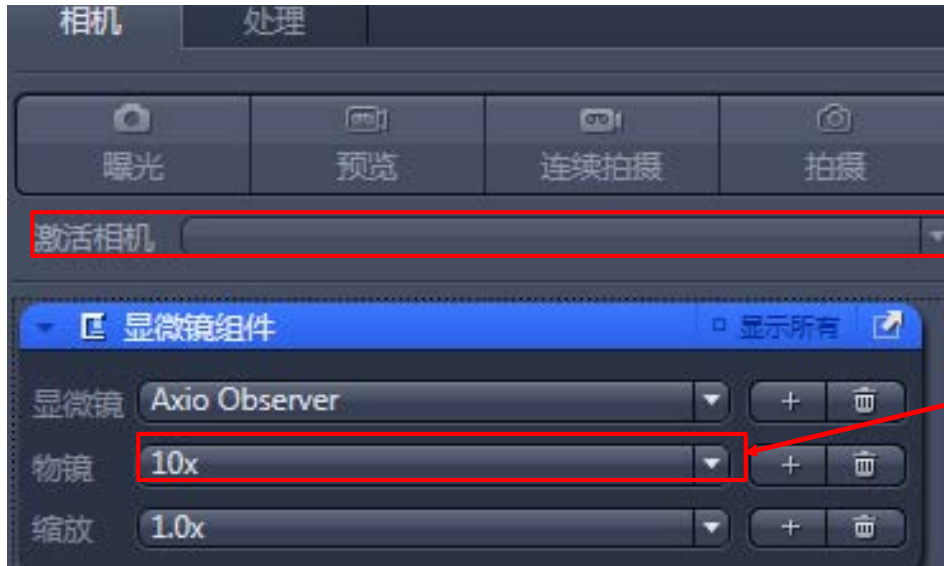 相机 处理
曝光 预览 连续拍摄 拍摄
激活相机
显微镜组件 显示所有
显微镜 Axio Observer
物镜 10x
缩放 1.0x